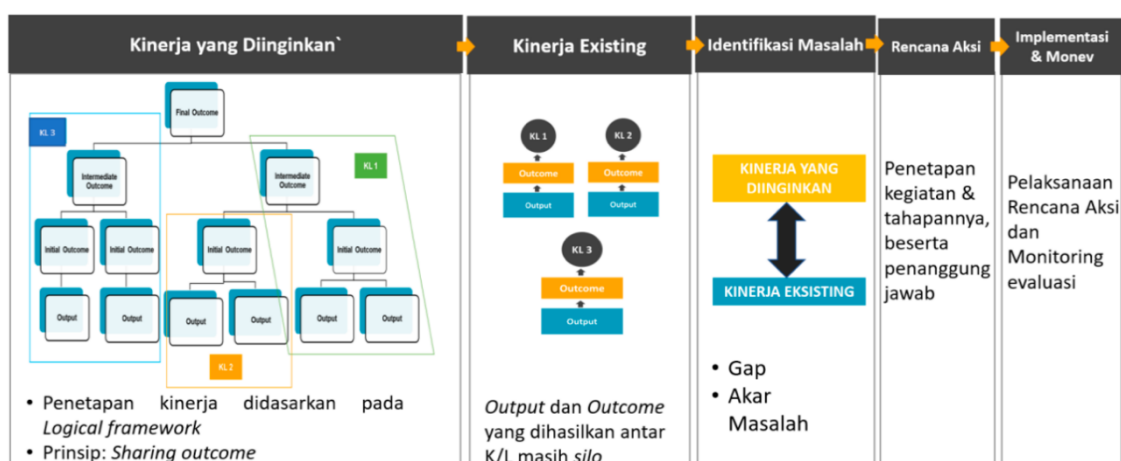 Kinerja yang Diinginkan`
Kinerja Existing
Identifikasi Masalah
Rencana Aksi
Implementasi
& Monev
Final Outcome
KL 3
KL 1
Intermediate
Outcome
Intermediate
Outcome
Initial Outcome
Initial Outcome
Initial Outcome
Initial Outcome
Output
Output
Output
Output
Output
Output
KL 2
• Penetapan kinerja didasarkan pada
Logical framework
• Prinsip: Sharing outcome
KL 1
Outcome
Output
KL 2
Outcome
Output
KL 3
Outcome
Output
Output dan Outcome
yang dihasilkan antar
K/L masih silo
KINERJA YANG
DIINGINKAN
KINERJA EKSISTING
• Gap
• Akar
Masalah
Penetapan
kegiatan &
tahapannya,
beserta
penanggung
jawab
Pelaksanaan
Rencana Aksi
dan
Monitoring
evaluasi